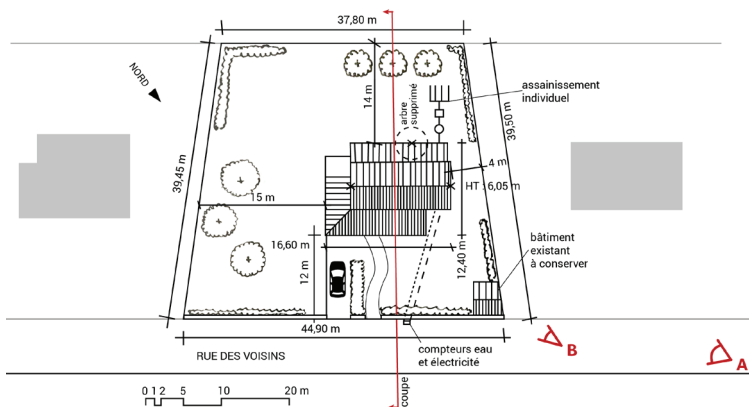 37,80 m
NORD
14 m
arbre
supprimé
assainissement
individuel
39,50 m
39,45 m
4 m
HT : 6,05 m
15 m
16,60 m
12 m
12,40 m
bâtiment
existant
à conserver
44,90 m
RUE DES VOISINS
compteurs eau
et électricité
B
A
0 1 2 5 10 20 m
coupe